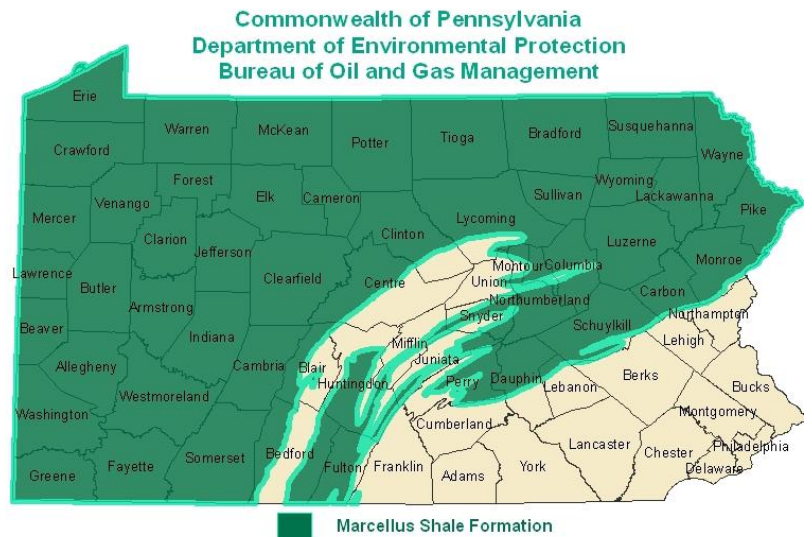 Commonwealth of Pennsylvania
Department of Environmental Protection
Bureau of Oil and Gas Management
Erie
Warren
McKean
Potter
Tioga
Bradford
Susquehanna
Wayne
Crawford
Forest
Elk
Cameron
Sullivan
Wyoming
Lackawanna
Pike
Mercer
Venango
Clarion
Jefferson
Clinton
Lycoming
Luzerne
Monroe
Lawrence
Butler
Clearfield
Centre
Montour
Columbia
Union
Northumberland
Carbon
Beaver
Armstrong
Indiana
Snyder
Schuylkill
Northampton
Lehigh
Allegheny
Cambria
Blair
Mifflin
Juniata
Huntingdon
Perry
Dauphin
Lebanon
Berks
Bucks
Washington
Westmoreland
Cumberland
Montgomery
Greene
Fayette
Somerset
Bedford
Fulton
Franklin
Adams
York
Lancaster
Chester
Philadelphia
Delaware
Marcellus Shale Formation